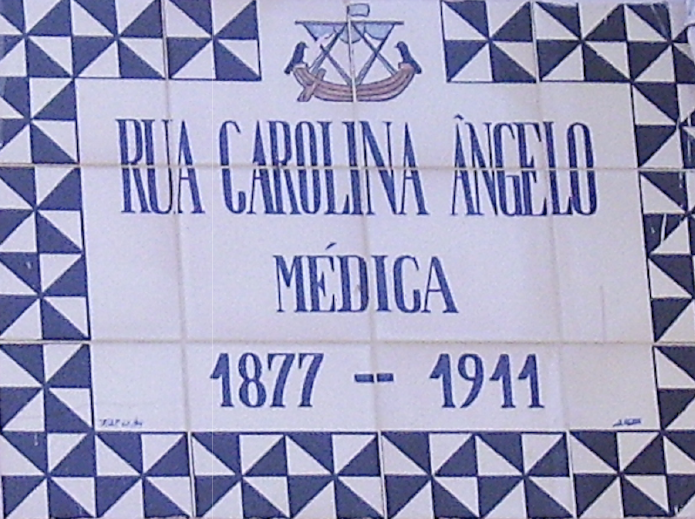 RUA CAROLINA ÂNGELO
MÉDICA
1877 - 1911